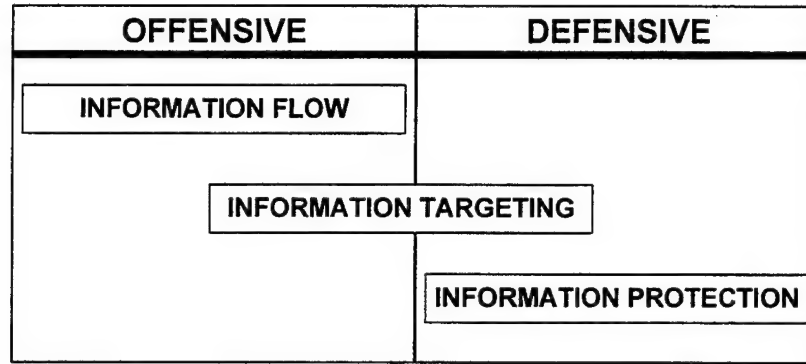 OFFENSIVE DEFENSIVE
INFORMATION FLOW
INFORMATION TARGETING
INFORMATION PROTECTION